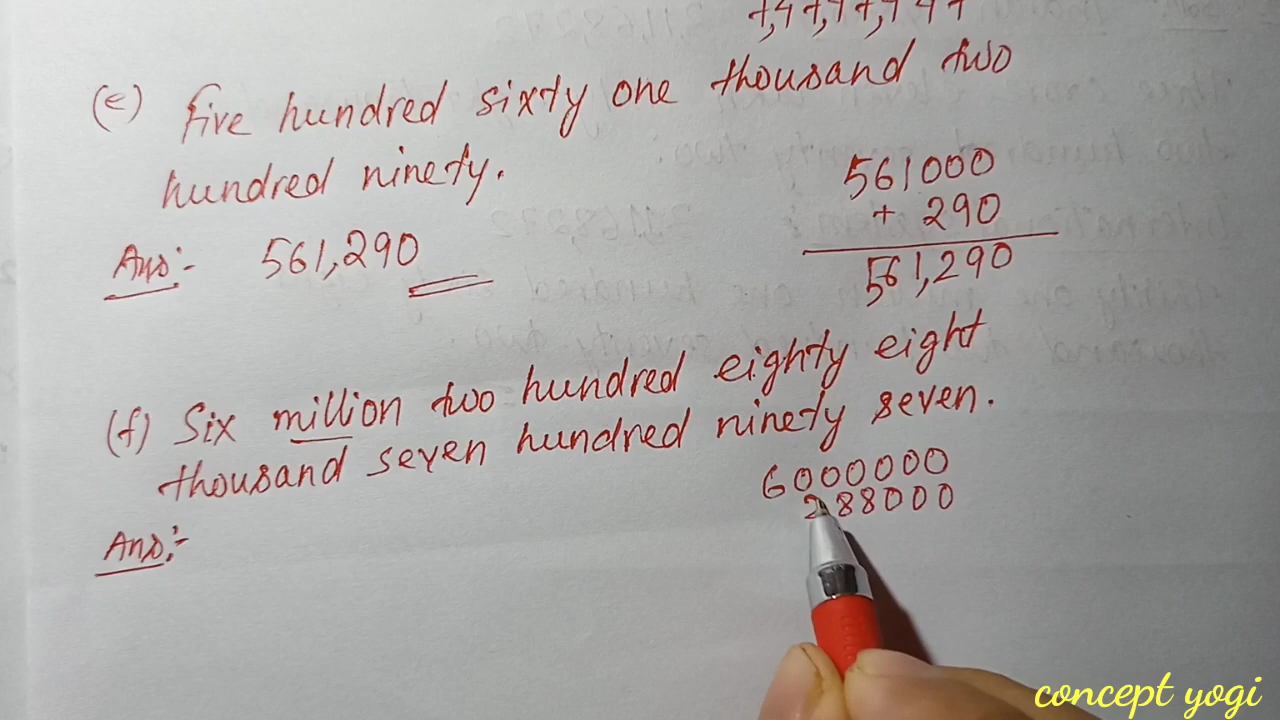 (e) five hundred sixty one thousand two
hundred ninety.
561000
+ 290
561,290
Ans:- 561,290
(f) Six million two hundred eighty eight
thousand seven hundred ninety seven.
6000000
288000
Ans:-
concept yogi